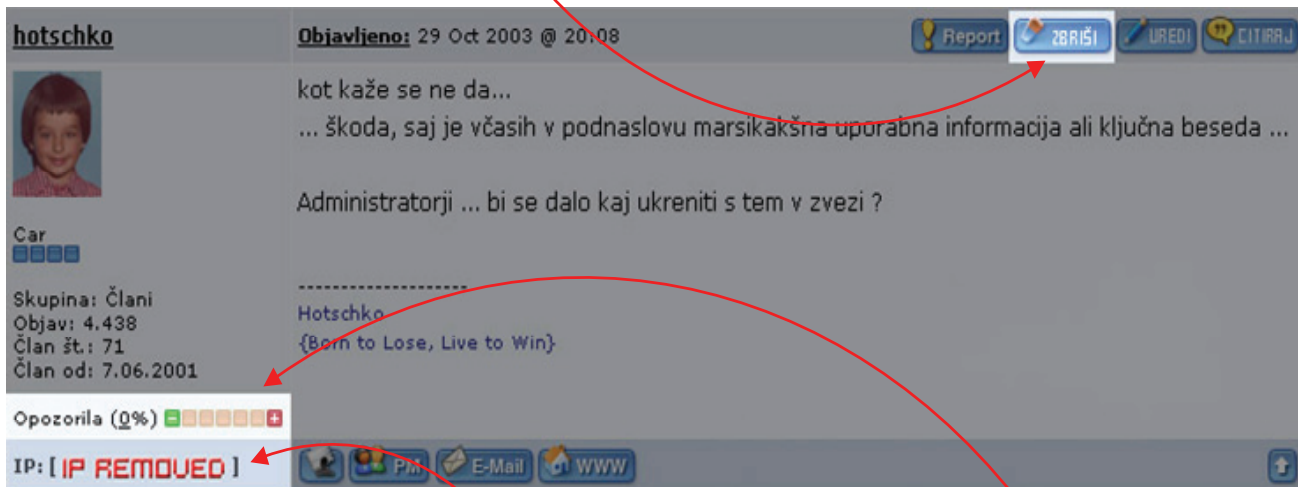 hotschko
Objavljeno: 29 Oct 2003 @ 20:08
Report ZBRIŠI UREDI CITIRAJ
kot kaže se ne da...
... škoda, saj je včasih v podnaslovu marsikakšna uporabna informacija ali ključna beseda ...
Administratorji ... bi se dalo kaj ukreniti s tem v zvezi ?
Car
Skupina: Člani
Objav: 4.438
Član št.: 71
Član od: 7.06.2001
--------------------
Hotschko
{Born to Lose, Live to Win}
Opozorila (0%)
IP: [ IP REMOVED ]
PM E-Mail WWW